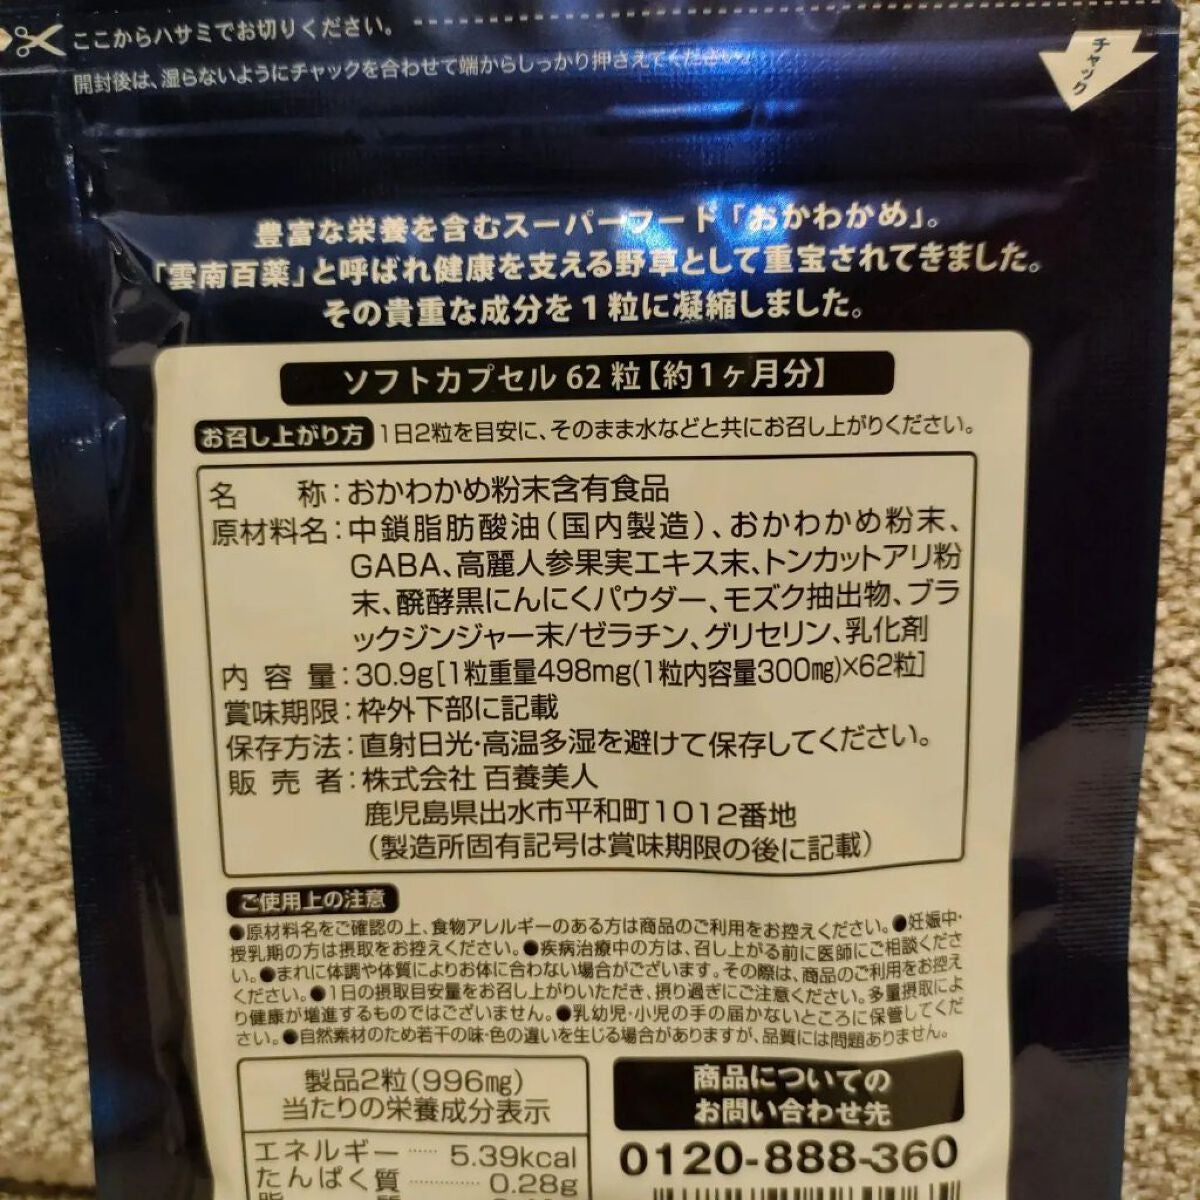 ここからハサミでお切りください。
開封後は、湿らないようにチャックを合わせて端からしっかり押さえてください。
チャック
豊富な栄養を含むスーパーフード「おかわかめ」。
「雲南百薬」と呼ばれ健康を支える野草として重宝されてきました。
その貴重な成分を1粒に凝縮しました。
ソフトカプセル62粒【約1ヶ月分】
お召し上がり方 1日2粒を目安に、そのまま水などと共にお召し上がりください。
名称:おかわかめ粉末含有食品
原材料名:中鎖脂肪酸油(国内製造)、おかわかめ粉末、
GABA、高麗人参果実エキス末、トンカットアリ粉
末、醗酵黒にんにくパウダー、モズク抽出物、ブラ
ックジンジャー末/ゼラチン、グリセリン、乳化剤
内容量:30.9g[1粒重量498mg(1粒内容量300㎎)×62粒]
賞味期限:枠外下部に記載
保存方法:直射日光・高温多湿を避けて保存してください。
販売者:株式会社 百養美人
鹿児島県出水市平和町1012番地
(製造所固有記号は賞味期限の後に記載)
ご使用上の注意
●原材料名をご確認の上、食物アレルギーのある方は商品のご利用をお控えください。●妊娠中・
授乳期の方は摂取をお控えください。●疾病治療中の方は、召し上がる前に医師にご相談くださ
い。●まれに体調や体質によりお体に合わない場合がございます。その際は、商品のご利用をお控え
ください。●1日の摂取目安量をお召し上がりいただき、摂り過ぎにご注意ください。多量摂取によ
り健康が増進するものではございません。●乳幼児・小児の手の届かないところに保管してくだ
さい。●自然素材のため若干の味・色の違いを生じる場合がありますが、品質には問題ありません。
製品2粒(996㎎)
当たりの栄養成分表示
エネルギー……5.39kcal
たんぱく質…………0.28g
商品についての
お問い合わせ先
0120-888-360